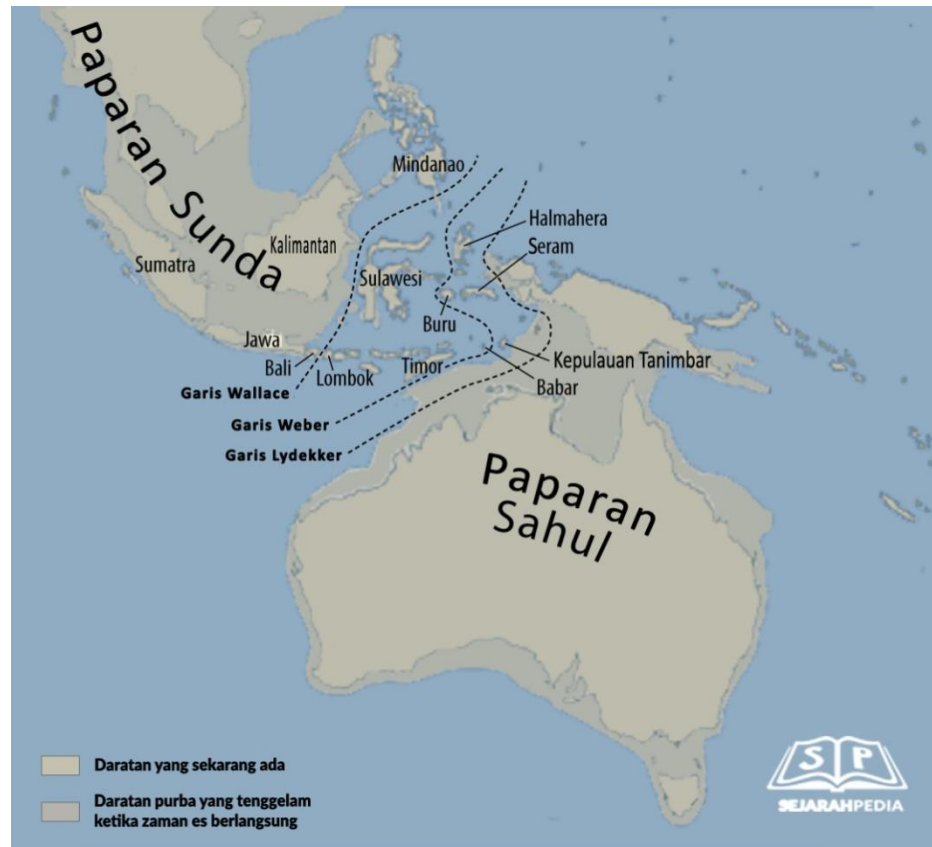 Paparan Sunda
Mindanao
Halmahera
Seram
Kalimantan
Sumatra
Sulawesi
Buru
Jawa
Bali
Lombok
Timor
Kepulauan Tanimbar
Babar
Garis Wallace
Garis Weber
Garis Lydekker
Paparan
Sahul
Daratan yang sekarang ada
Daratan purba yang tenggelam
ketika zaman es berlangsung
S P
SEJARAHPEDIA